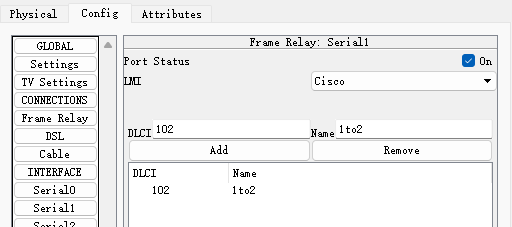 Physical Config Attributes
GLOBAL
Settings
TV Settings
CONNECTIONS
Frame Relay
DSL
Cable
INTERFACE
Serial0
Serial1
Serial2
Frame Relay: Serial1
Port Status On
LMI Cisco
DLCI 102 Name 1to2
Add Remove
DLCI Name
102 1to2